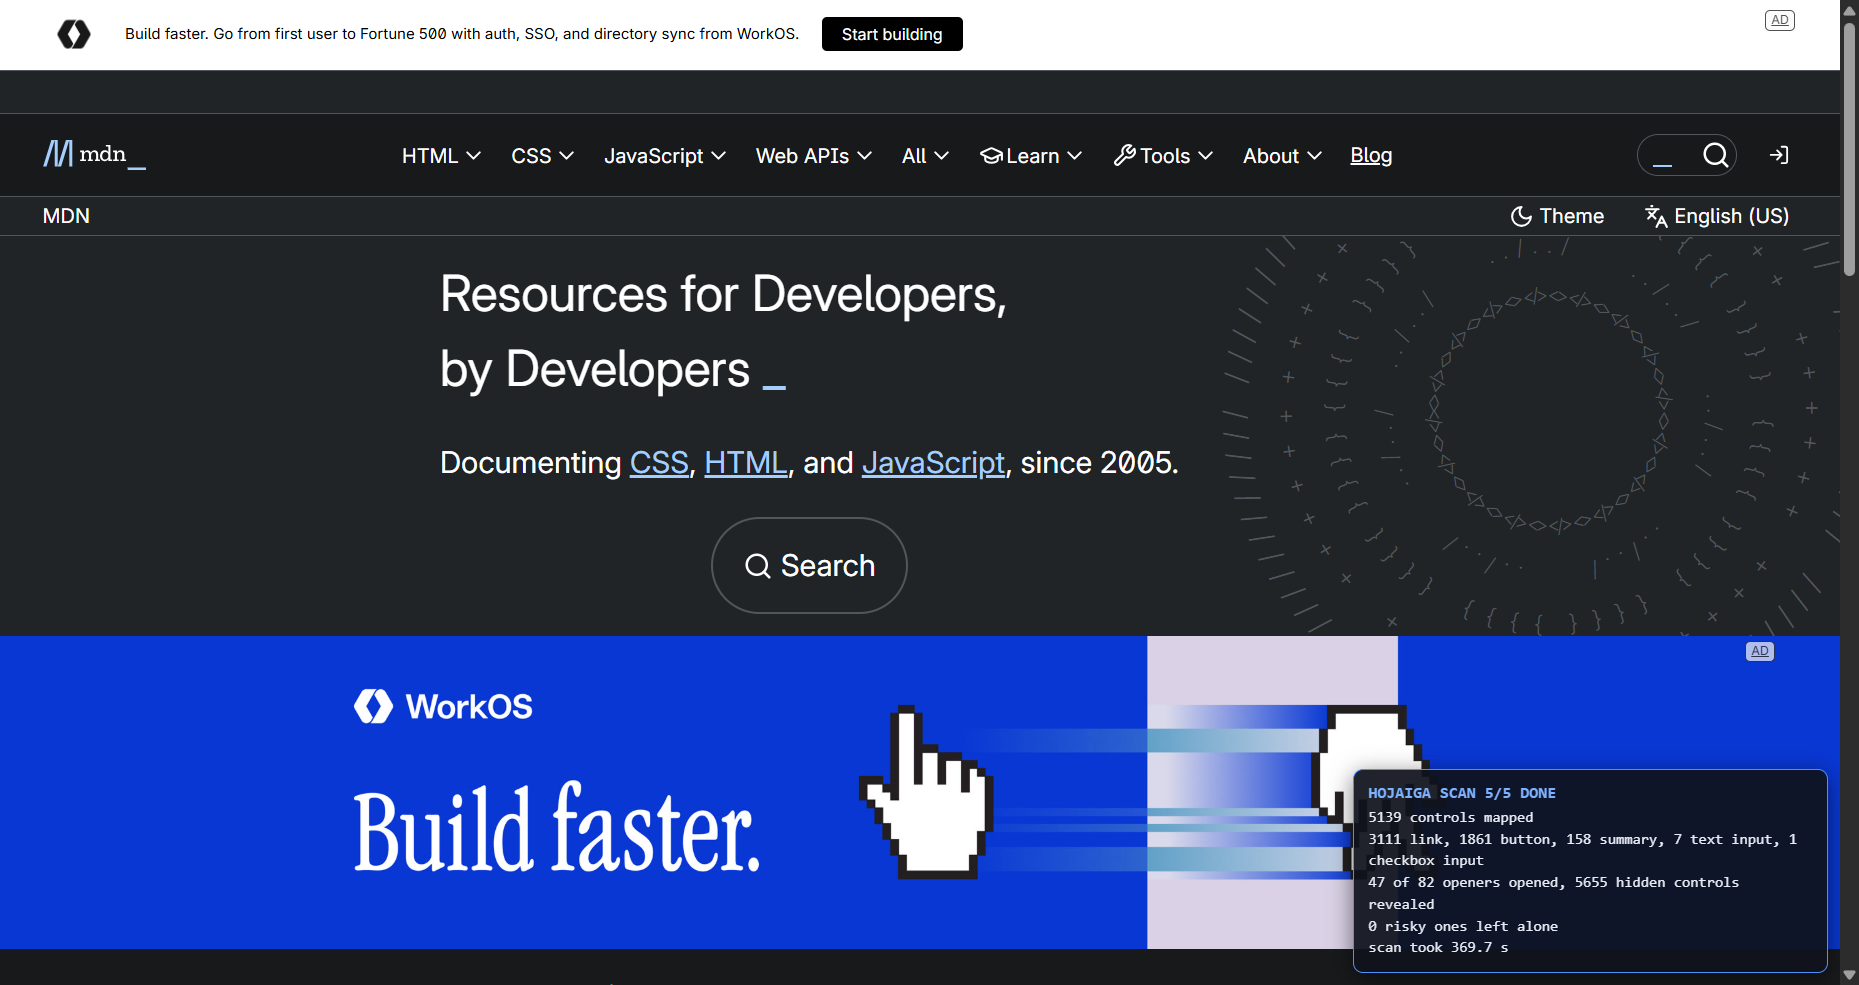 Build faster. Go from first user to Fortune 500 with auth, SSO, and directory sync from WorkOS.
Start building
AD
mdn_
HTML
CSS
JavaScript
Web APIs
All
Learn
Tools
About
Blog
_
MDN
Theme
English (US)
Resources for Developers,
by Developers _
Documenting CSS, HTML, and JavaScript, since 2005.
Search
AD
WorkOS
Build faster.
HOJAIGA SCAN 5/5 DONE
5139 controls mapped
3111 link, 1861 button, 158 summary, 7 text input, 1
checkbox input
47 of 82 openers opened, 5655 hidden controls
revealed
0 risky ones left alone
scan took 369.7 s